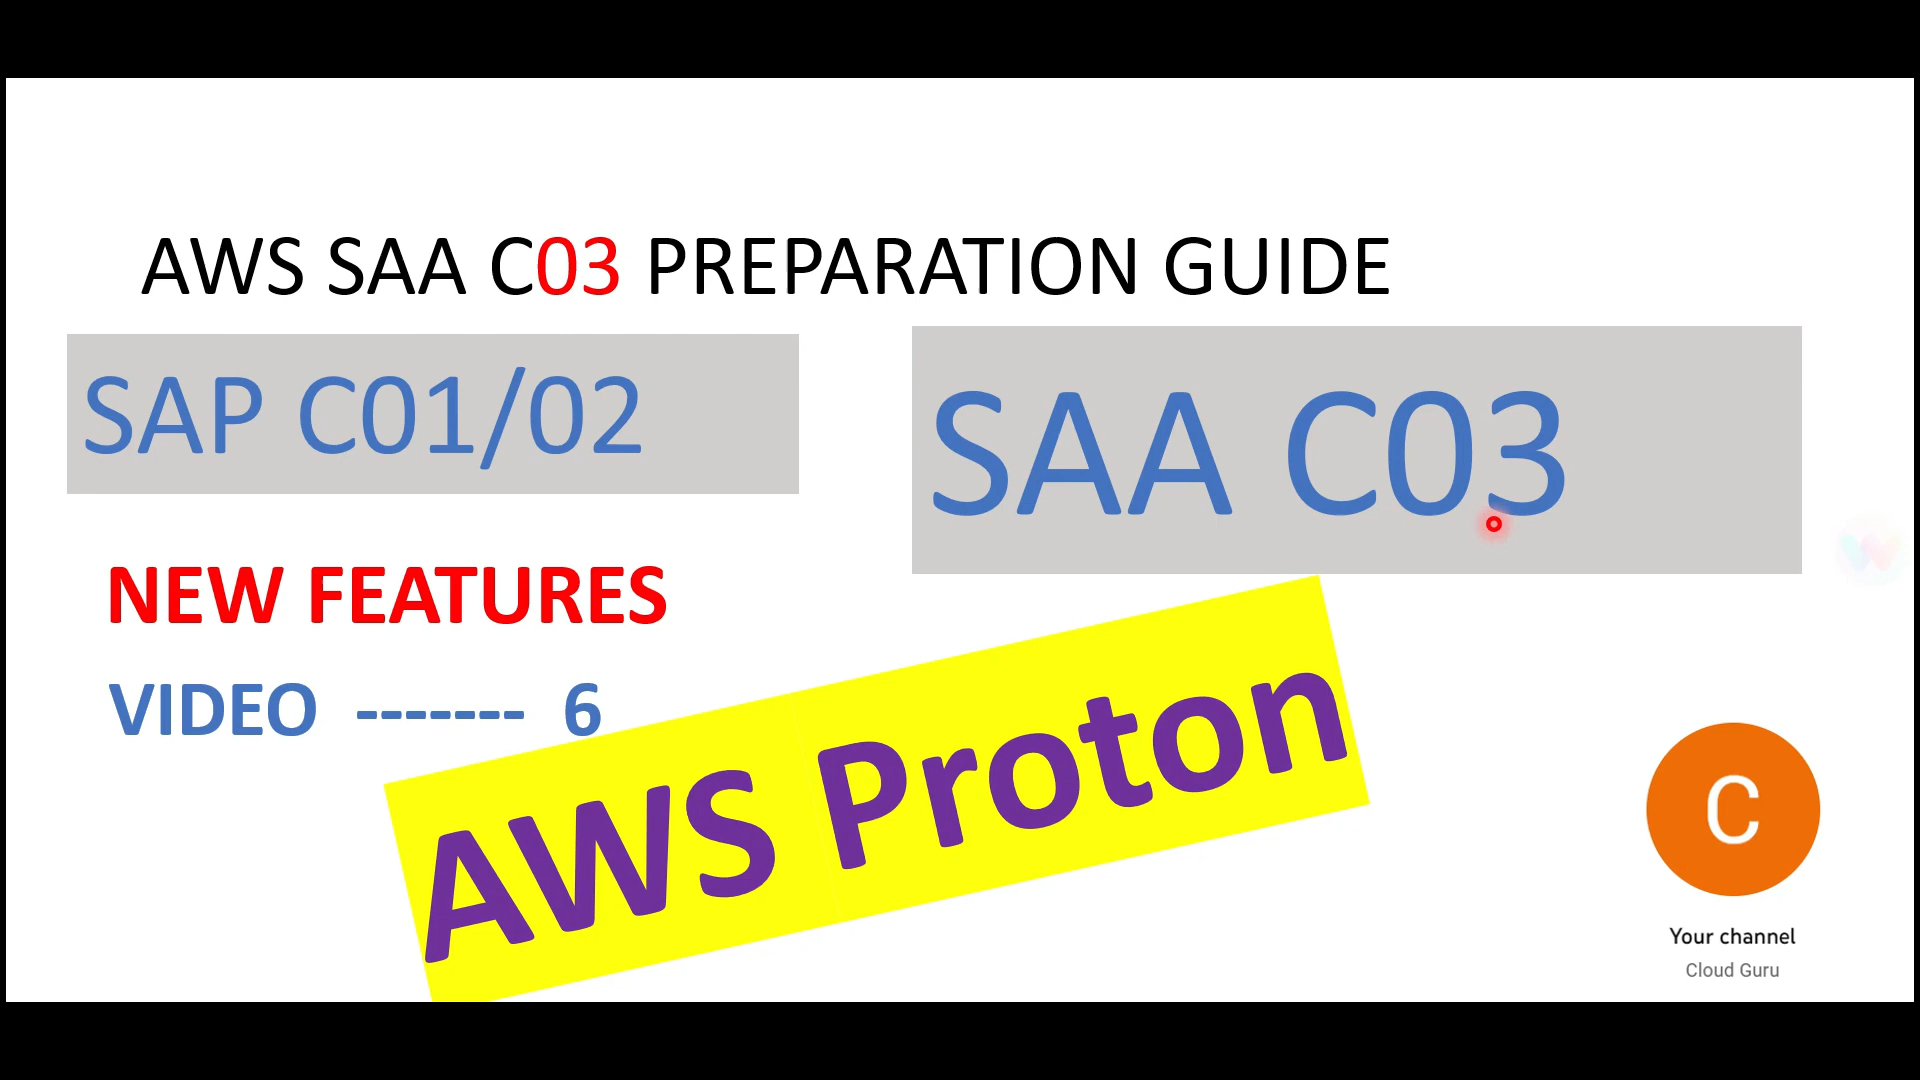 AWS SAA C03 PREPARATION GUIDE
SAP C01/02
SAA C03
NEW FEATURES
VIDEO ------- 6
AWS Proton
C
Your channel
Cloud Guru